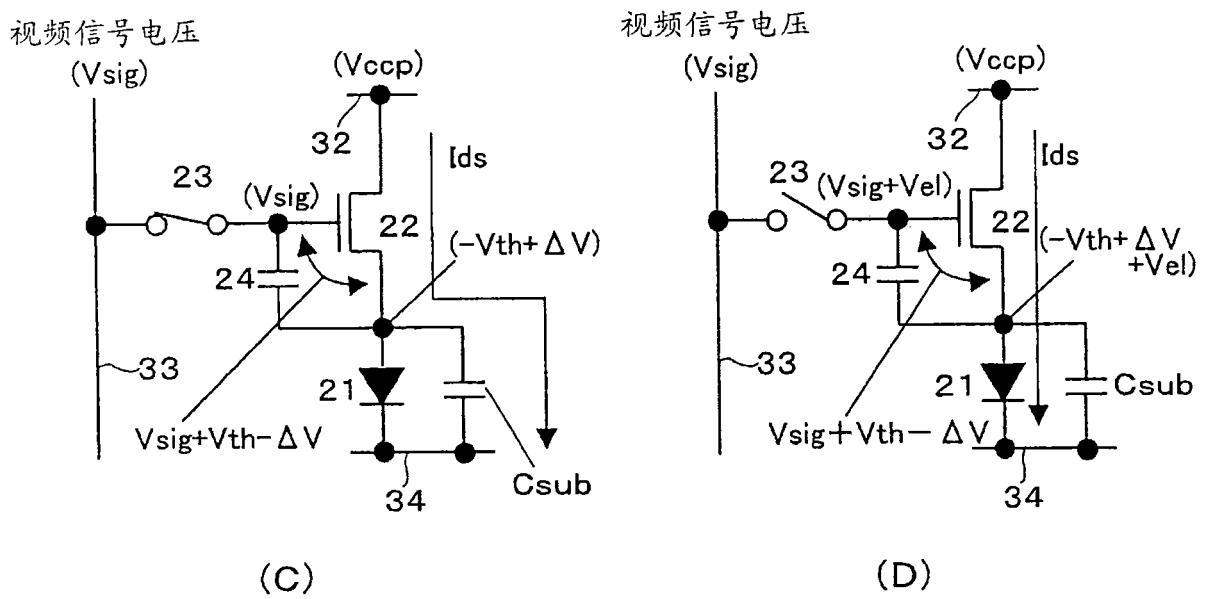 视频信号电压
(Vsig)
(Vccp)
32
Ids
23
(Vsig)
22
(-Vth+ΔV)
24
33
21
Vsig+Vth-ΔV
Csub
34
(C)
视频信号电压
(Vsig)
(Vccp)
32
Ids
23
(Vsig+Vel)
22
(-Vth+ΔV
+Vel)
24
33
21
Csub
Vsig+Vth-ΔV
34
(D)